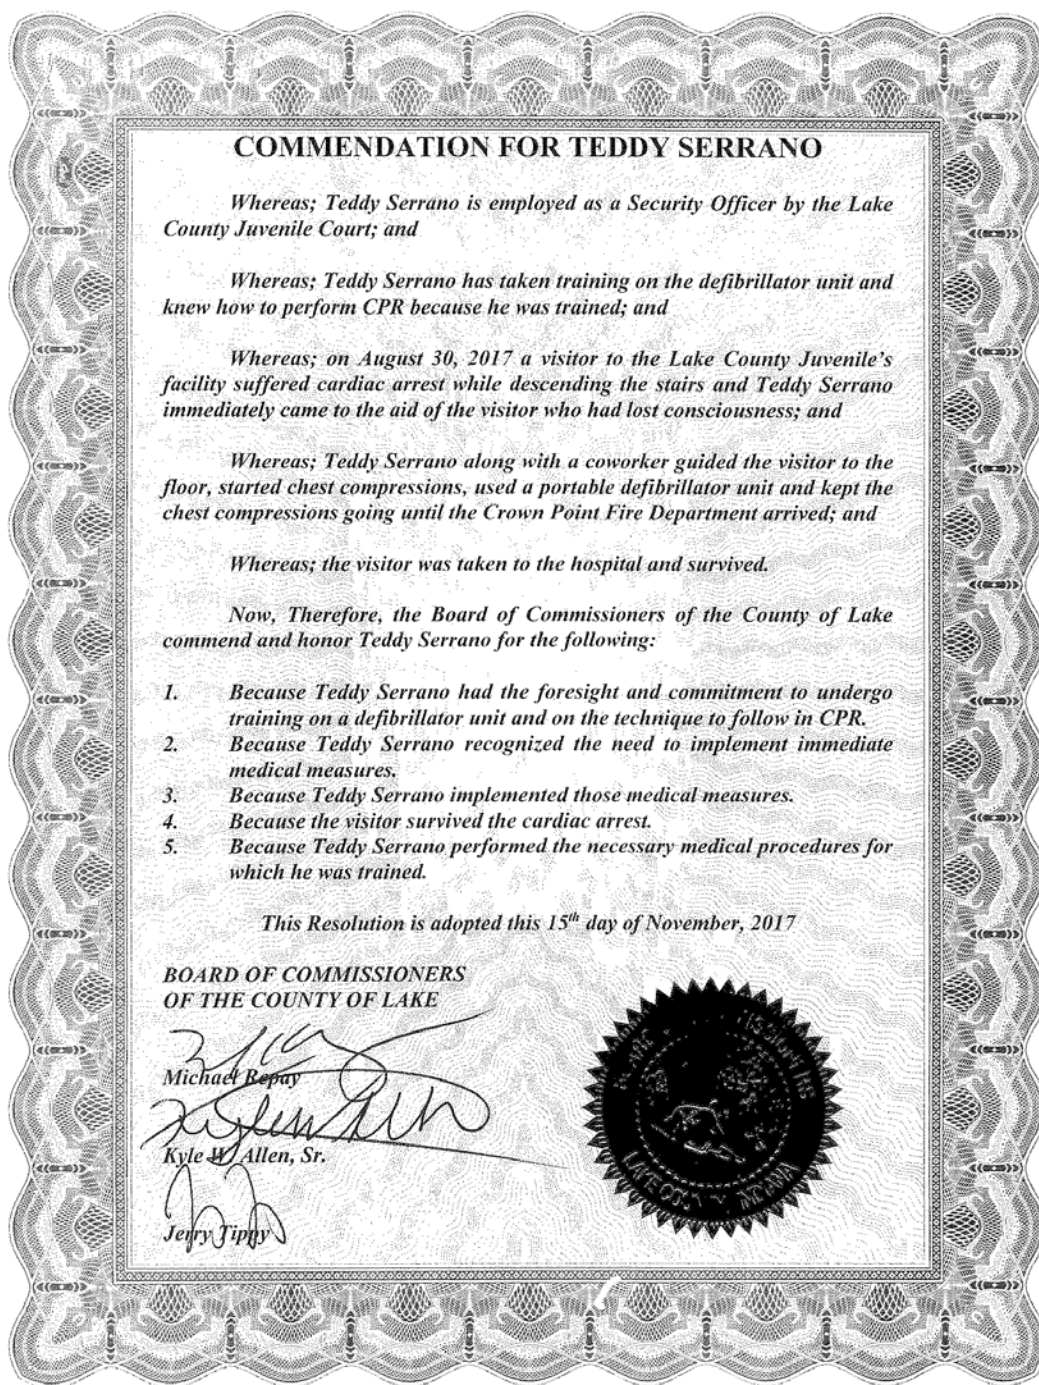 COMMENDATION FOR TEDDY SERRANO
Whereas; Teddy Serrano is employed as a Security Officer by the Lake
County Juvenile Court; and
Whereas; Teddy Serrano has taken training on the defibrillator unit and
knew how to perform CPR because he was trained; and
Whereas; on August 30, 2017 a visitor to the Lake County Juvenile's
facility suffered cardiac arrest while descending the stairs and Teddy Serrano
immediately came to the aid of the visitor who had lost consciousness; and
Whereas; Teddy Serrano along with a coworker guided the visitor to the
floor, started chest compressions, used a portable defibrillator unit and kept the
chest compressions going until the Crown Point Fire Department arrived; and
Whereas; the visitor was taken to the hospital and survived.
Now, Therefore, the Board of Commissioners of the County of Lake
commend and honor Teddy Serrano for the following:
1. Because Teddy Serrano had the foresight and commitment to undergo
training on a defibrillator unit and on the technique to follow in CPR.
2. Because Teddy Serrano recognized the need to implement immediate
medical measures.
3. Because Teddy Serrano implemented those medical measures.
4. Because the visitor survived the cardiac arrest.
5. Because Teddy Serrano performed the necessary medical procedures for
which he was trained.
This Resolution is adopted this 15th day of November, 2017
BOARD OF COMMISSIONERS
OF THE COUNTY OF LAKE
Michael Repay
Kyle W. Allen, Sr.
Jerry Tippy
LAKE COUNTY INDIANA